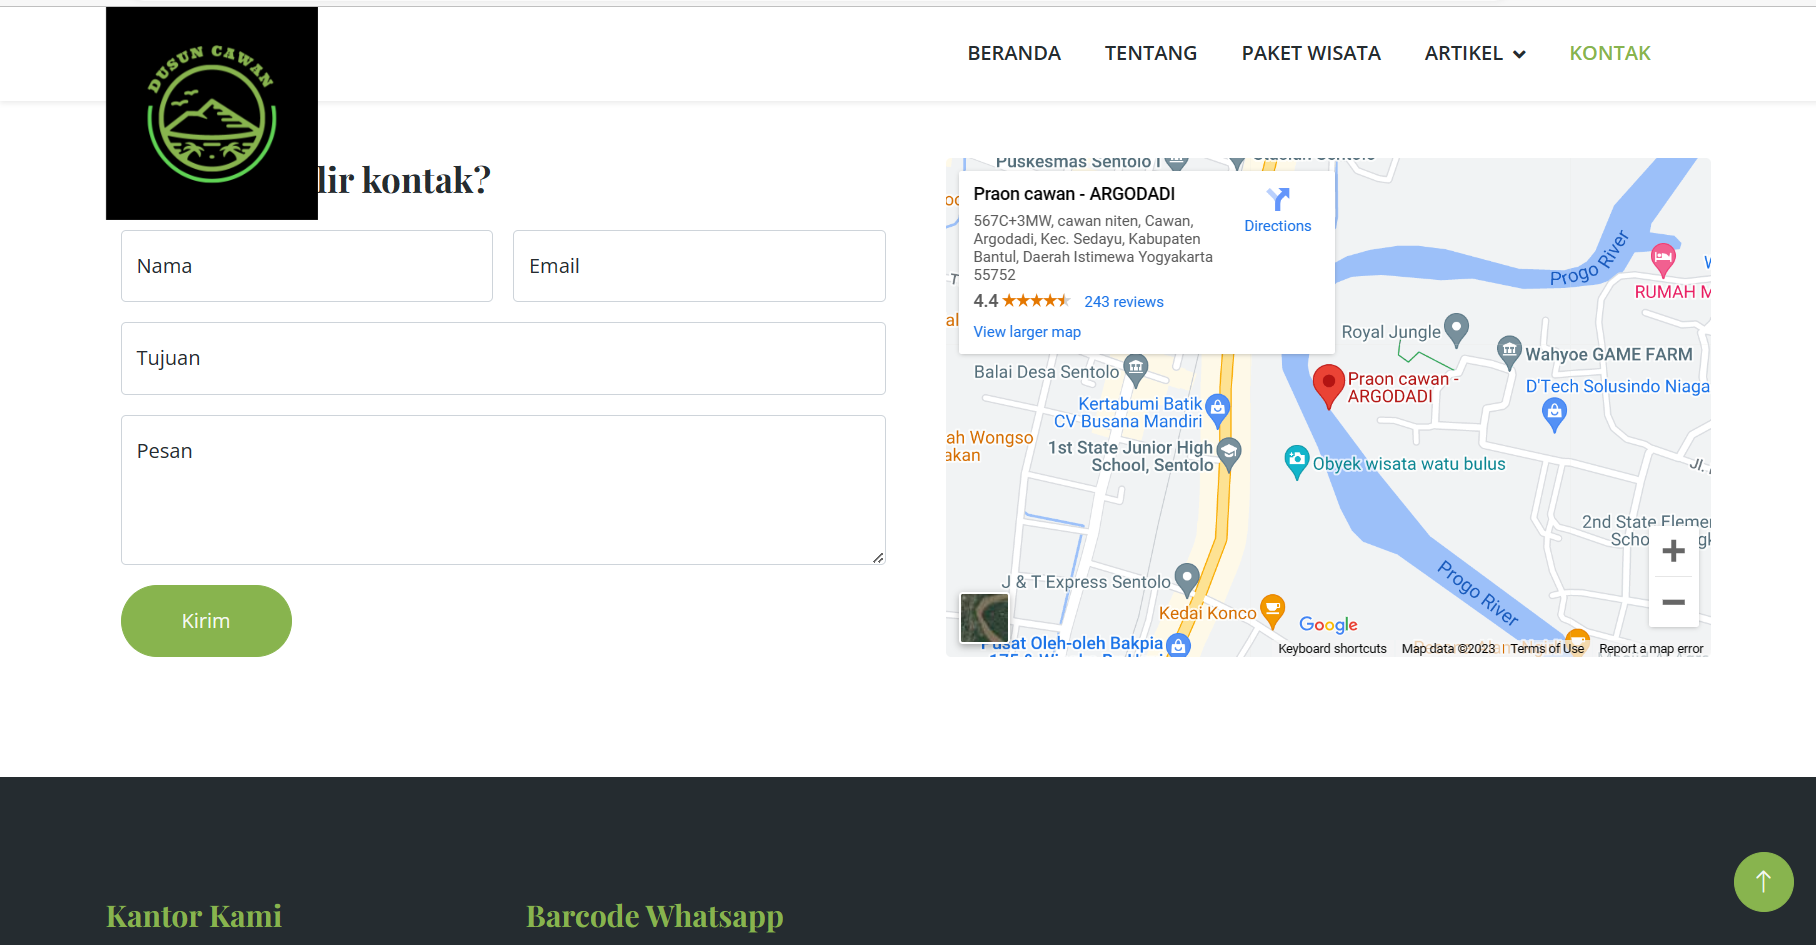 DUSUN CAWAN
BERANDA
TENTANG
PAKET WISATA
ARTIKEL
KONTAK
lir kontak?
Nama
Email
Tujuan
Pesan
Kirim
Puskesmas Sentolo 1
Praon cawan - ARGODADI
567C+3MW, cawan niten, Cawan,
Argodadi, Kec. Sedayu, Kabupaten
Bantul, Daerah Istimewa Yogyakarta
55752
4.4
243 reviews
View larger map
Directions
Progo River
RUMAH M
Royal Jungle
Wahyoe GAME FARM
D'Tech Solusindo Niaga
Praon cawan -
ARGODADI
Balai Desa Sentolo
Kertabumi Batik
CV Busana Mandiri
ah Wongso
akan
1st State Junior High
School, Sentolo
Obyek wisata watu bulus
Jl.
2nd State Elemen
Scho
J & T Express Sentolo
Progo River
Kedai Konco
Google
Pusat Oleh-oleh Bakpia
Keyboard shortcuts
Map data ©2023
Terms of Use
Report a map error
Kantor Kami
Barcode Whatsapp